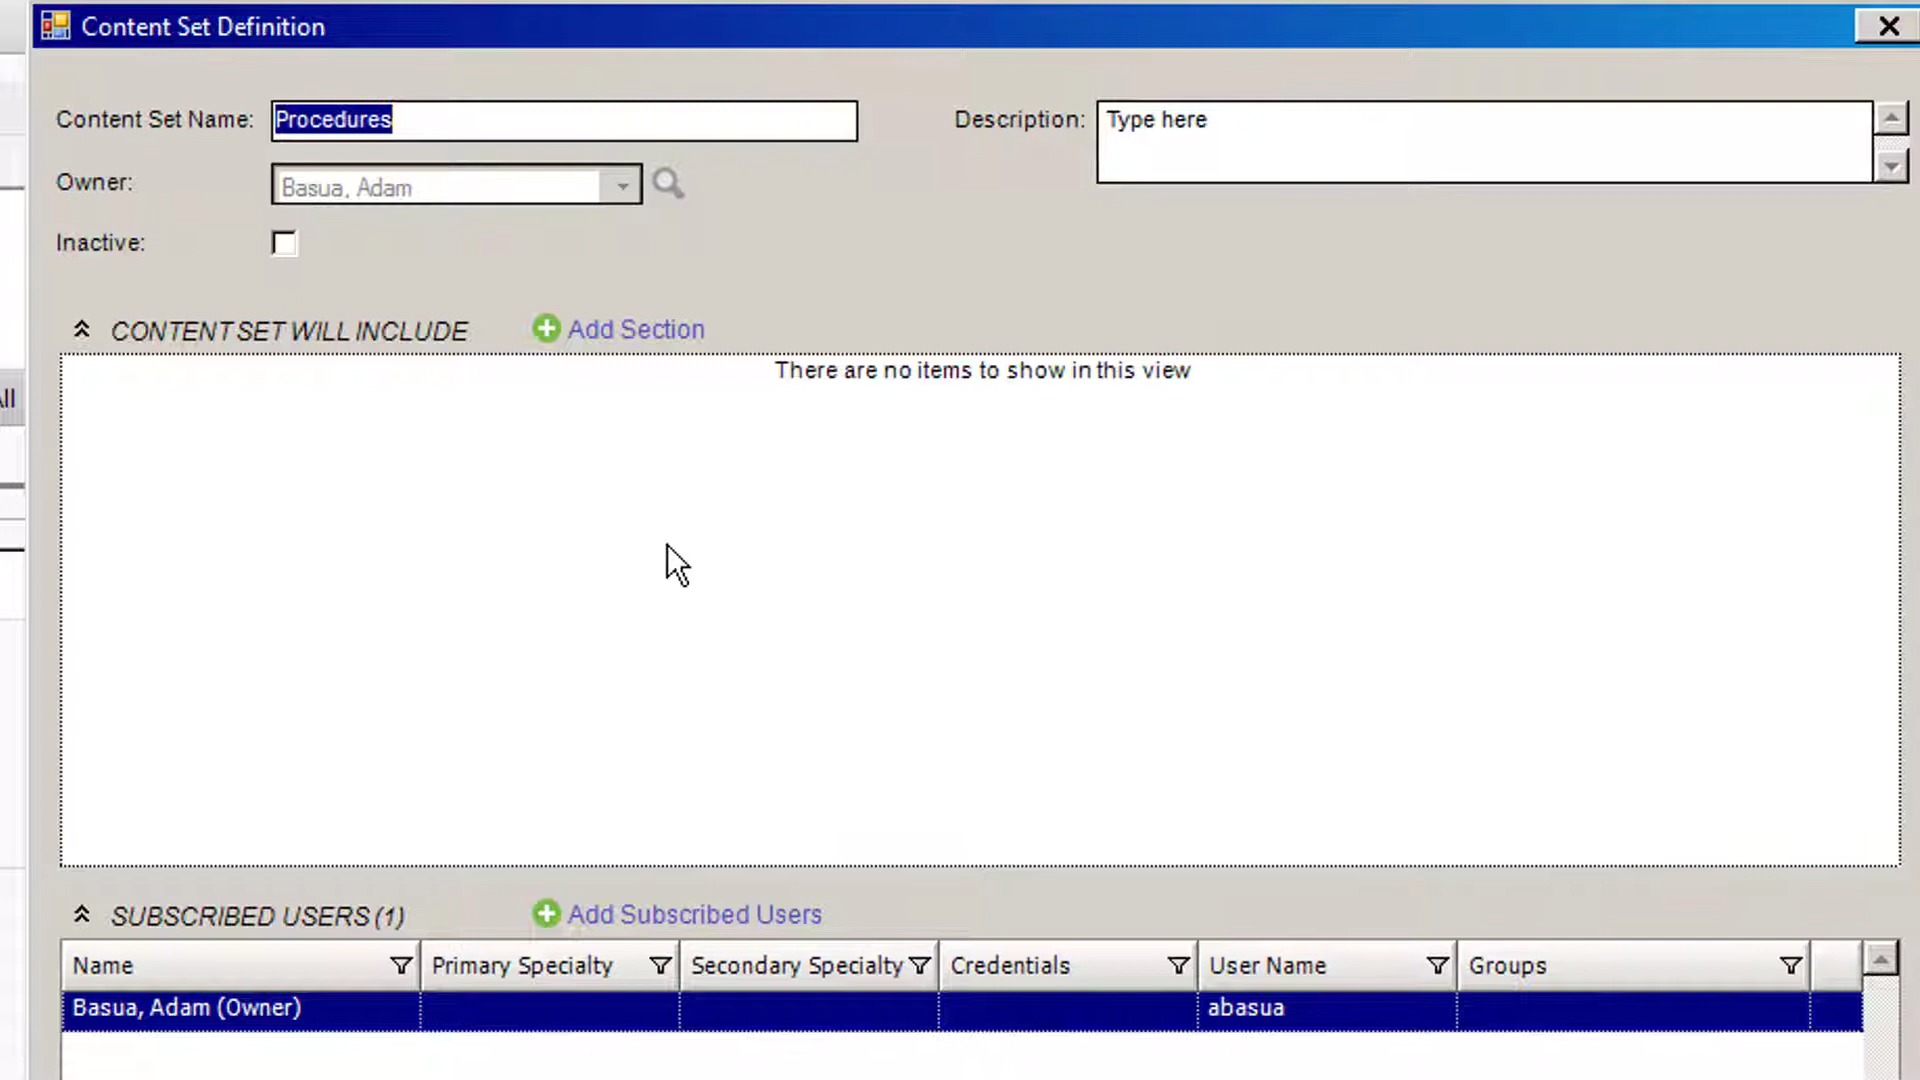 Content Set Definition
Content Set Name: Procedures
Description: Type here
Owner: Basua, Adam
Inactive:
CONTENT SET WILL INCLUDE Add Section
There are no items to show in this view
All
SUBSCRIBED USERS (1) Add Subscribed Users
Name Primary Specialty Secondary Specialty Credentials User Name Groups
Basua, Adam (Owner) abasua